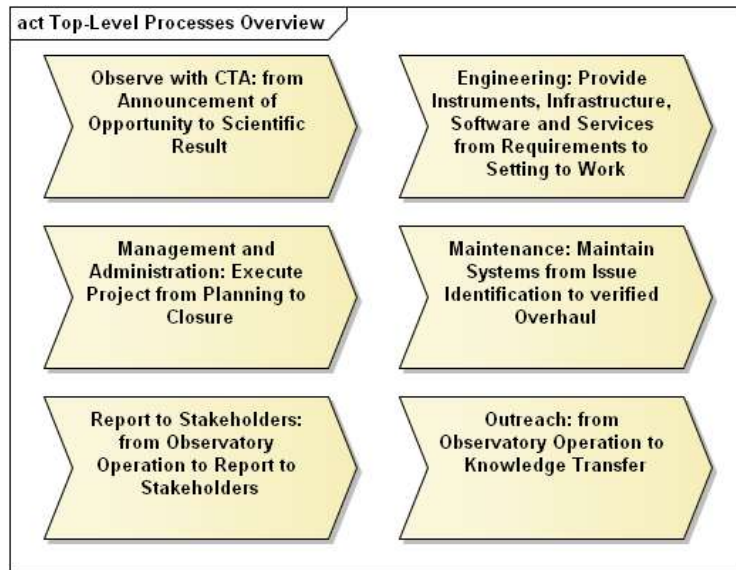 act Top-Level Processes Overview
Observe with CTA: from
Announcement of
Opportunity to Scientific
Result
Engineering: Provide
Instruments, Infrastructure,
Software and Services
from Requirements to
Setting to Work
Management and
Administration: Execute
Project from Planning to
Closure
Maintenance: Maintain
Systems from Issue
Identification to verified
Overhaul
Report to Stakeholders:
from Observatory
Operation to Report to
Stakeholders
Outreach: from
Observatory Operation to
Knowledge Transfer